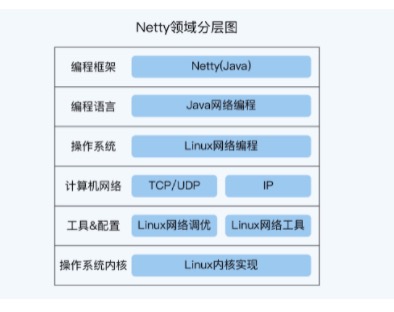 Netty领域分层图
编程框架 Netty(Java)
编程语言 Java网络编程
操作系统 Linux网络编程
计算机网络 TCP/UDP IP
工具&配置 Linux网络调优 Linux网络工具
操作系统内核 Linux内核实现